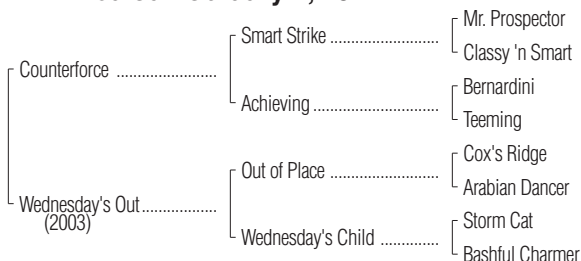 Mr. Prospector
Smart Strike
Classy 'n Smart
Counterforce
Bernardini
Achieving
Teeming
Cox's Ridge
Out of Place
Arabian Dancer
Wednesday's Out
(2003)
Storm Cat
Wednesday's Child
Bashful Charmer